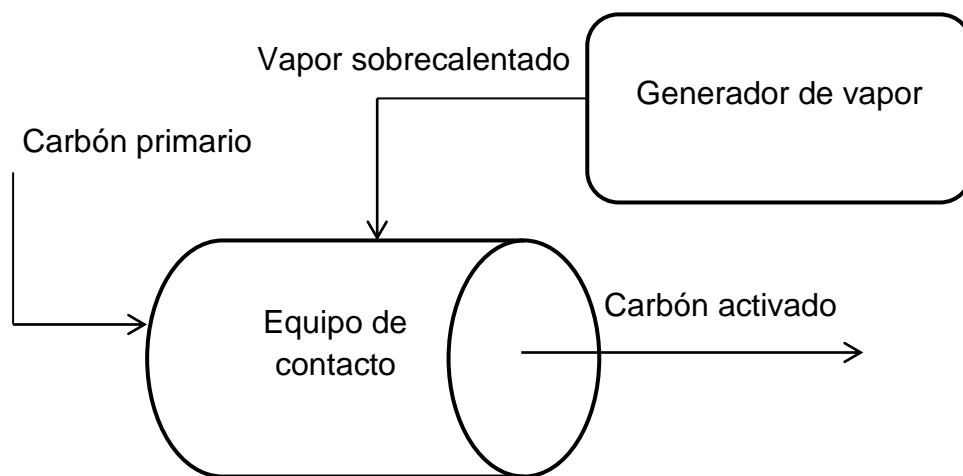 Vapor sobrecalentado
Generador de vapor
Carbón primario
Equipo de
contacto
Carbón activado